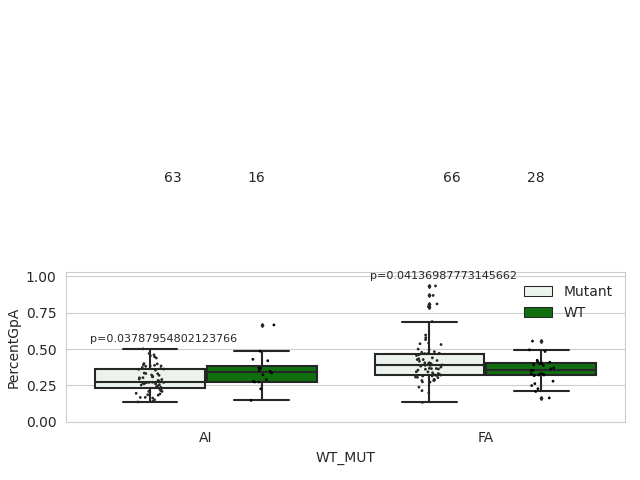 63 16 66 28
p=0.04136987773145662
p=0.03787954802123766
1.00
0.75
0.50
0.25
0.00
PercentGpA
Mutant
WT
AI FA
WT_MUT